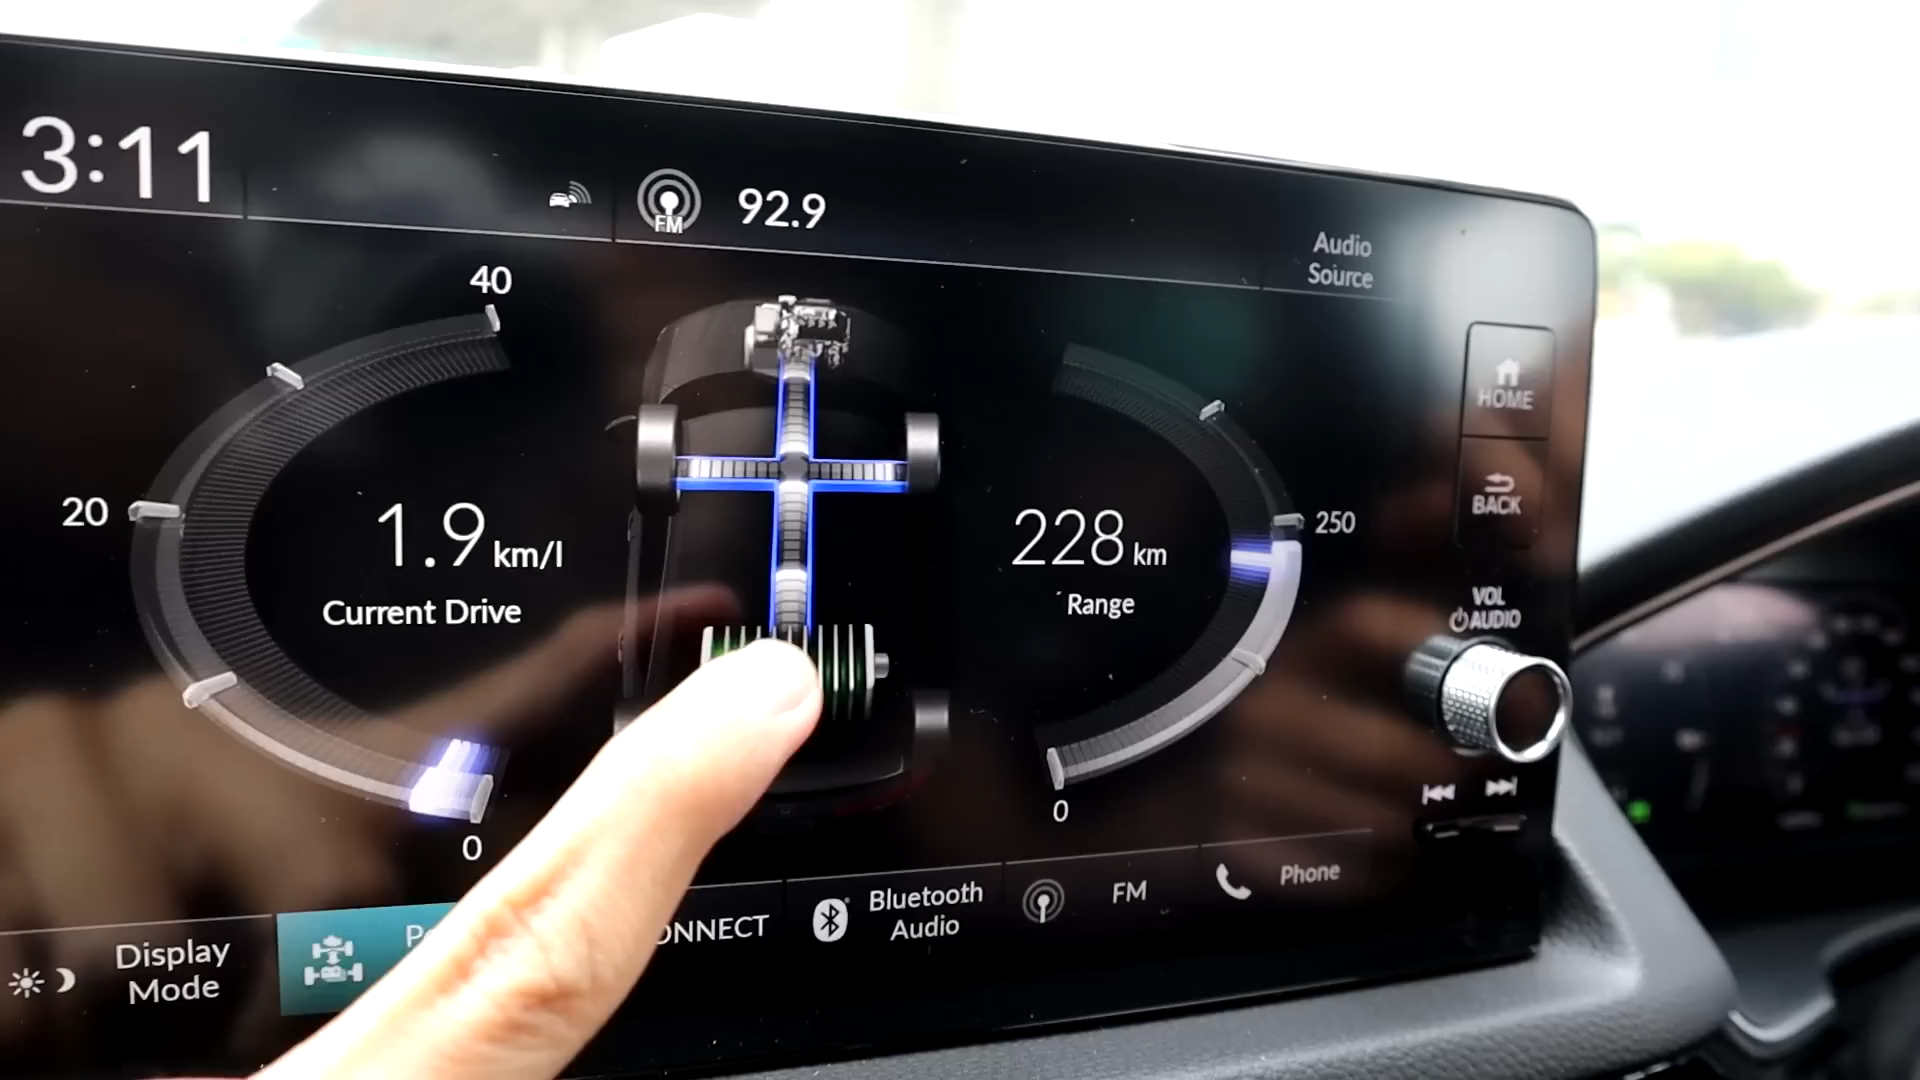 3:11
FM
92.9
Audio
Source
40
20
1.9 km/l
Current Drive
0
228 km
Range
250
0
HOME
BACK
VOL
AUDIO
Display
Mode
Bluetooth
Audio
FM
Phone